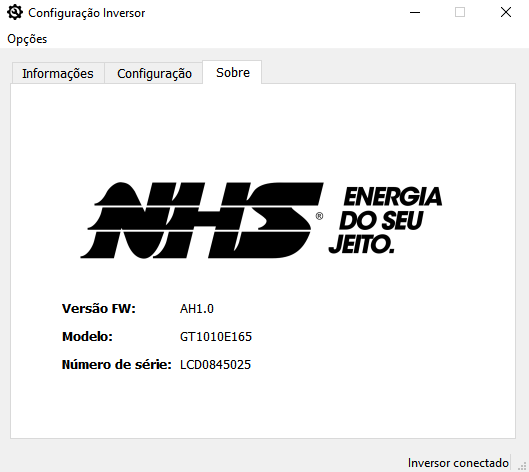 Configuração Inversor
Opções
Informações Configuração Sobre
NHS® ENERGIA
DO SEU
JEITO.
Versão FW: AH1.0
Modelo: GT1010E165
Número de série: LCD0845025
Inversor conectado